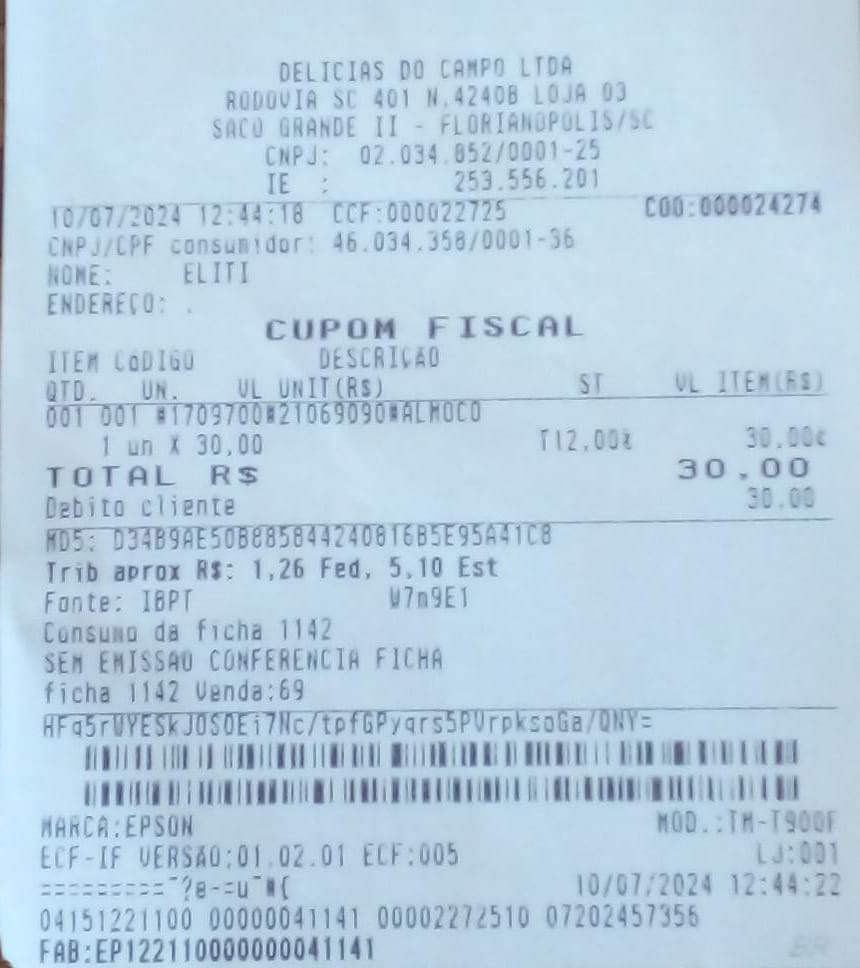 DELICIAS DO CAMPO LTDA
RODOVIA SC 401 N.4240B LOJA 03
SACO GRANDE II - FLORIANOPOLIS/SC
CNPJ: 02.034.852/0001-25
IE : 253.556.201
10/07/2024 12:44:18 CCF:000022725 COO:000024274
CNPJ/CPF consumidor: 46.034.358/0001-36
NOME: ELITI
ENDEREÇO: .
CUPOM FISCAL
ITEM CÓDIGO DESCRIÇÃO
QTD. UN. VL UNIT(R$) ST VL ITEM(R$)
001 001 #1709700#21069090#ALMOCO
1 un X 30,00 T12,00% 30.00c
TOTAL R$ 30.00
Debito cliente 30.00
MD5: D34B9AE50B885844240816B5E95A41C8
Trib aprox R$: 1,26 Fed, 5,10 Est
Fonte: IBPT W7n9E1
Consumo da ficha 1142
SEM EMISSAO CONFERENCIA FICHA
ficha 1142 Venda:69
MARCA:EPSON MOD.:TM-T900F
ECF-IF VERSÃO:01.02.01 ECF:005 LJ:001
10/07/2024 12:44:22
04151221100 00000041141 00002272510 07202457356
FAB:EP122110000000041141
BR